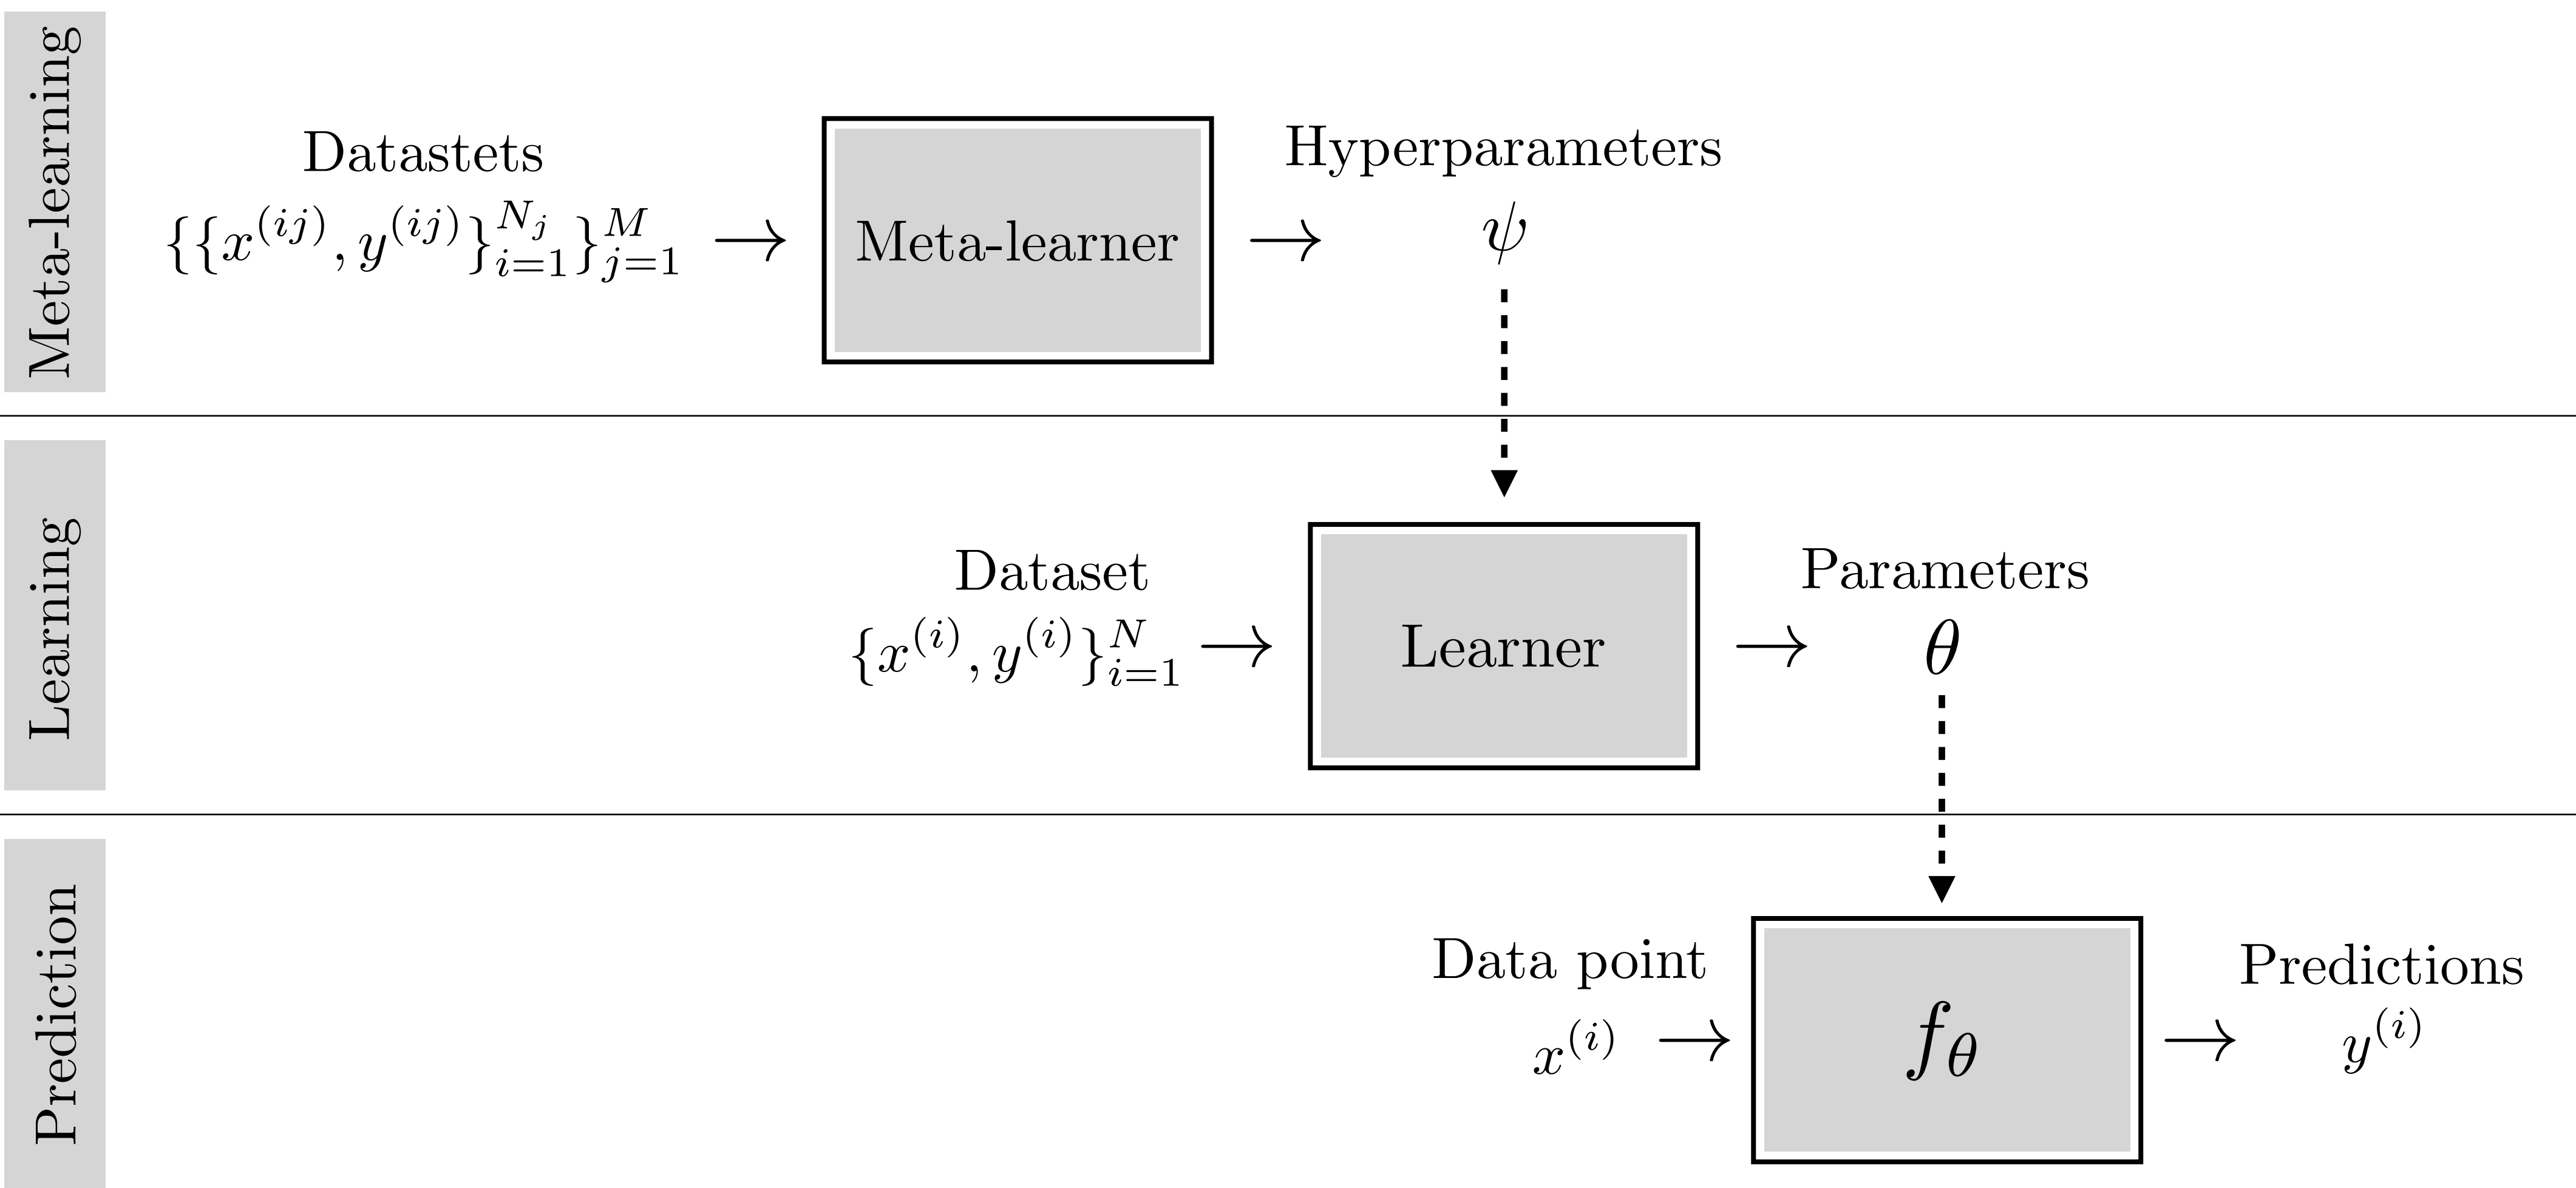 Meta-learning
Datastets
{{x^(ij), y^(ij)}_{i=1}^{N_j}}_{j=1}^{M} → Meta-learner →
Hyperparameters
ψ
Learning
Dataset
{x^(i), y^(i)}_{i=1}^{N} → Learner →
Parameters
θ
Prediction
Data point
x^(i) → f_θ →
Predictions
y^(i)